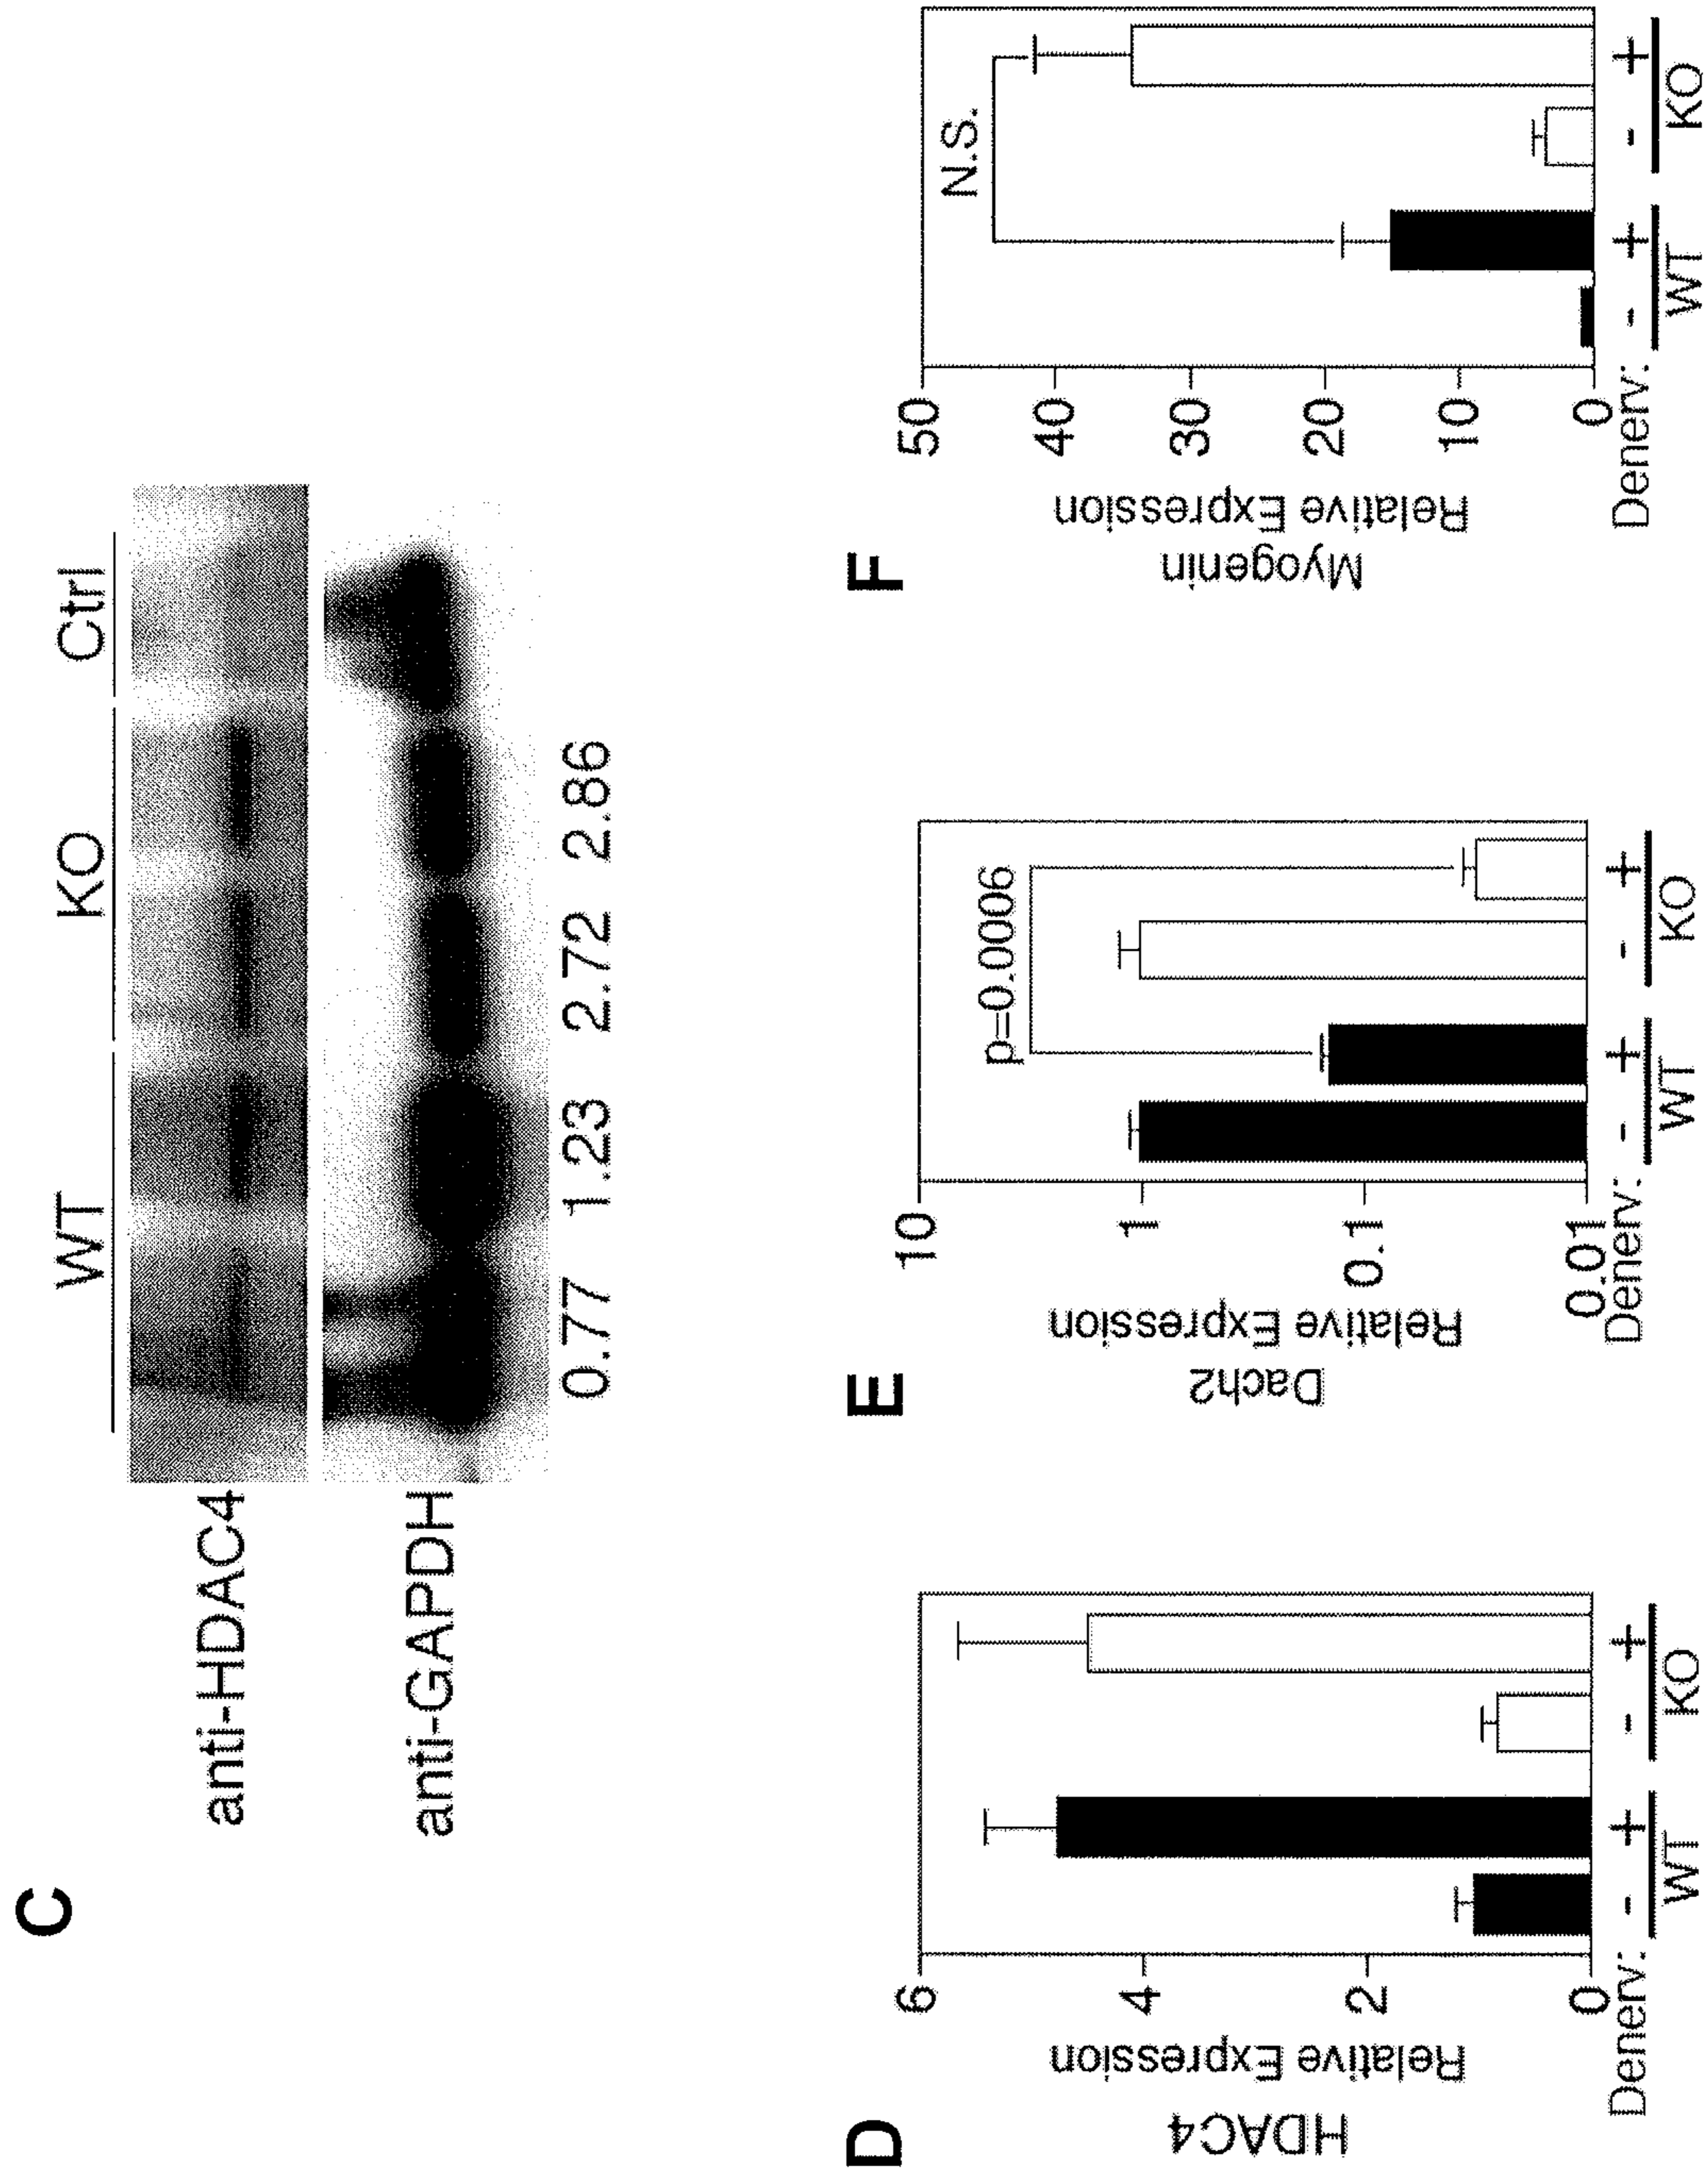 C
WT KO Ctrl
anti-HDAC4
anti-GAPDH
0.77 1.23 2.72 2.86
D
HDAC4
Relative Expression
6
4
2
0
Denerv: - + - +
WT KO
E
Dach2
Relative Expression
10
1
0.1
0.01
p=0.0006
Denerv: - + - +
WT KO
F
Myogenin
Relative Expression
50
40
30
20
10
0
N.S.
Denerv: - + - +
WT KO